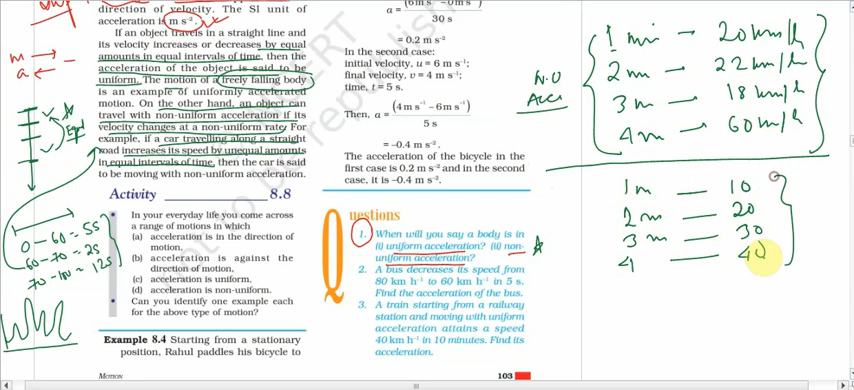 direction of velocity. The SI unit of
acceleration is m s⁻².
If an object travels in a straight line and
its velocity increases or decreases by equal
amounts in equal intervals of time, then the
acceleration of the object is said to be
uniform. The motion of a freely falling body
is an example of uniformly accelerated
motion. On the other hand, an object can
travel with non-uniform acceleration if its
velocity changes at a non-uniform rate. For
example, if a car travelling along a straight
road increases its speed by unequal amounts
in equal intervals of time, then the car is said
to be moving with non-uniform acceleration.
Activity 8.8
• In your everyday life you come across
a range of motions in which
(a) acceleration is in the direction of
motion,
(b) acceleration is against the
direction of motion,
(c) acceleration is uniform,
(d) acceleration is non-uniform.
• Can you identify one example each
for the above type of motion?
Example 8.4 Starting from a stationary
position, Rahul paddles his bicycle to
m
a
Equal
0 – 60 = 5s
60 – 70 = 2s
70 – 100 = 12s
a =
30 s
= 0.2 m s⁻²
In the second case:
initial velocity, u = 6 m s⁻¹;
final velocity, v = 4 m s⁻¹;
time, t = 5 s.
Then, a = (4 m s⁻¹ – 6 m s⁻¹)
5 s
= –0.4 m s⁻².
The acceleration of the bicycle in the
first case is 0.2 m s⁻² and in the second
case, it is –0.4 m s⁻².
Questions
1. When will you say a body is in
(i) uniform acceleration? (ii) non-
uniform acceleration?
2. A bus decreases its speed from
80 km h⁻¹ to 60 km h⁻¹ in 5 s.
Find the acceleration of the bus.
3. A train starting from a railway
station and moving with uniform
acceleration attains a speed
40 km h⁻¹ in 10 minutes. Find its
acceleration.
MOTION
103
N.U
Acc
1 min → 20 km/h
2 m – 22 km/h
3 m – 18 km/h
4 m – 60 km/h
1 m — 10
2 m — 20
3 m — 30
4 — 40